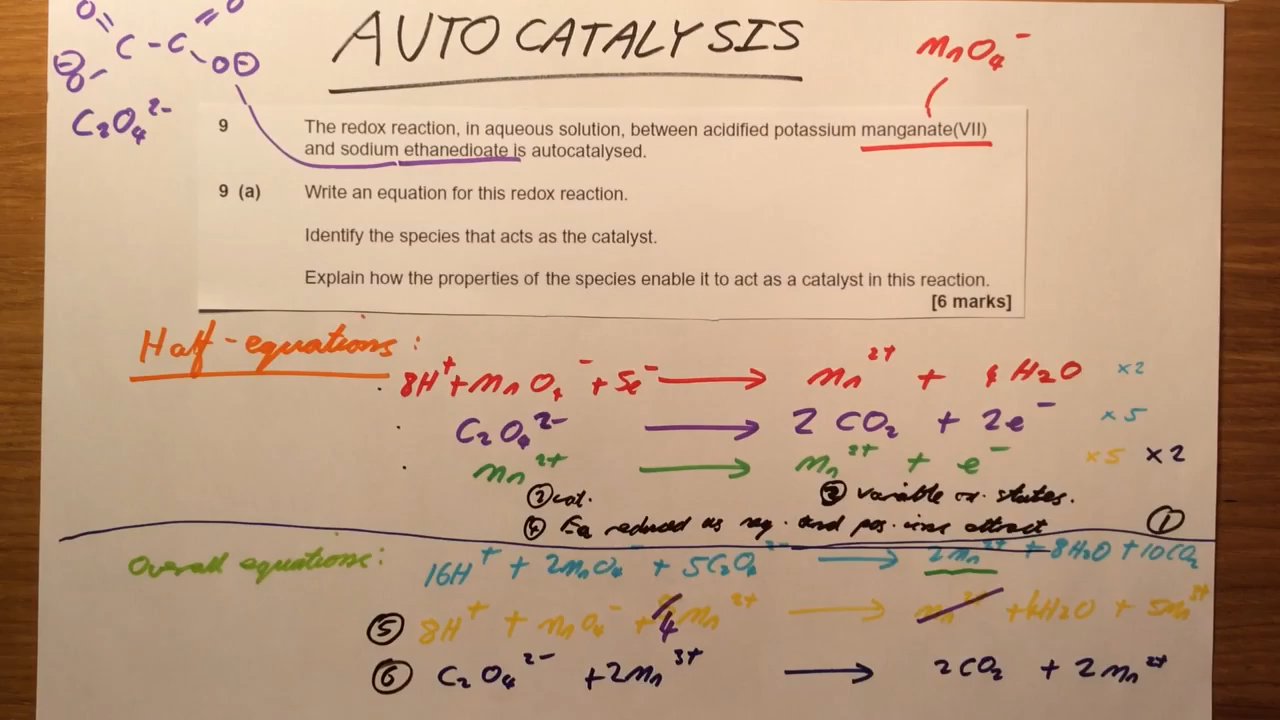 AUTOCATALYSIS
O O
C - C
O⊖ O⊖
C₂O₄²⁻
MnO₄⁻
9 The redox reaction, in aqueous solution, between acidified potassium manganate(VII)
and sodium ethanedioate is autocatalysed.
9 (a) Write an equation for this redox reaction.
Identify the species that acts as the catalyst.
Explain how the properties of the species enable it to act as a catalyst in this reaction.
[6 marks]
Half-equations:
8H⁺ + MnO₄⁻ + 5e⁻ → Mn²⁺ + 4H₂O ×2
C₂O₄²⁻ → 2CO₂ + 2e⁻ ×5
Mn²⁺ → Mn³⁺ + e⁻ ×5 ×2
②cat. ③ variable ox. states.
④ Ea reduced as neg. and pos. ions attract ①
Overall equations: 16H⁺ + 2MnO₄⁻ + 5C₂O₄²⁻ → 2Mn²⁺ + 8H₂O + 10CO₂
⑤ 8H⁺ + MnO₄⁻ + 4Mn²⁺ → Mn²⁺ + 4H₂O + 5Mn³⁺
⑥ C₂O₄²⁻ + 2Mn³⁺ → 2CO₂ + 2Mn²⁺